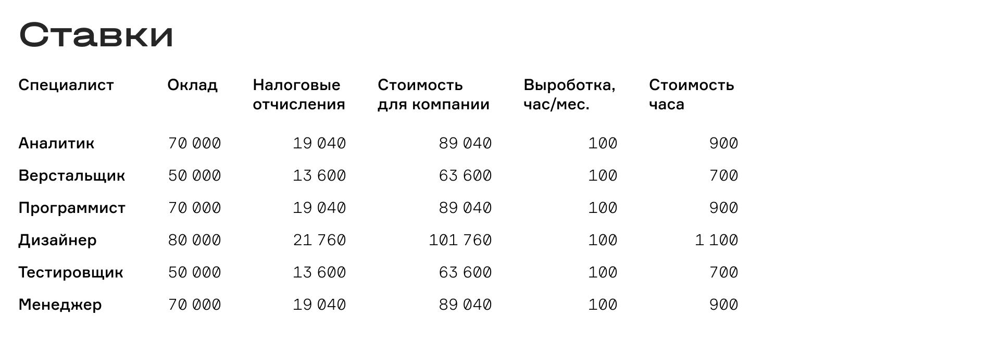 Ставки
Специалист Оклад Налоговые отчисления Стоимость для компании Выроботка, час/мес. Стоимость часа
Аналитик 70 000 19 040 89 040 100 900
Верстальщик 50 000 13 600 63 600 100 700
Программист 70 000 19 040 89 040 100 900
Дизайнер 80 000 21 760 101 760 100 1 100
Тестировщик 50 000 13 600 63 600 100 700
Менеджер 70 000 19 040 89 040 100 900